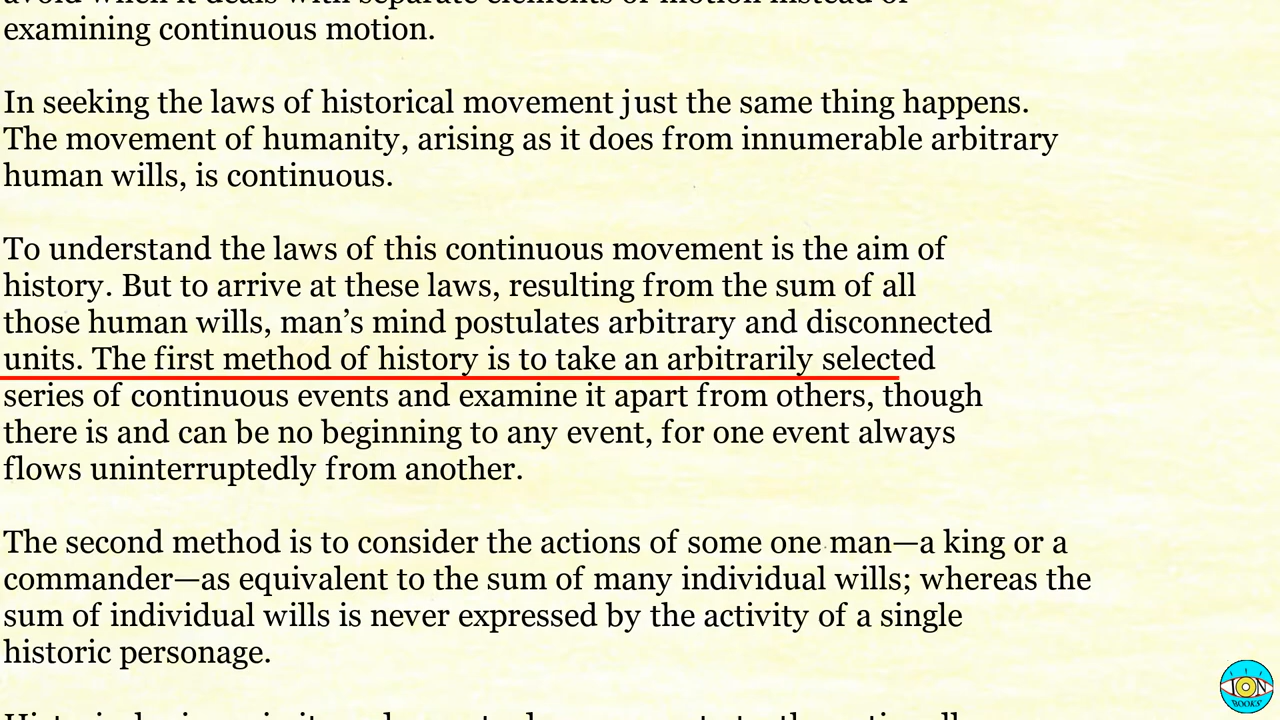 examining continuous motion.
In seeking the laws of historical movement just the same thing happens.
The movement of humanity, arising as it does from innumerable arbitrary
human wills, is continuous.
To understand the laws of this continuous movement is the aim of
history. But to arrive at these laws, resulting from the sum of all
those human wills, man’s mind postulates arbitrary and disconnected
units. The first method of history is to take an arbitrarily selected
series of continuous events and examine it apart from others, though
there is and can be no beginning to any event, for one event always
flows uninterruptedly from another.
The second method is to consider the actions of some one man—a king or a
commander—as equivalent to the sum of many individual wills; whereas the
sum of individual wills is never expressed by the activity of a single
historic personage.
ION
BOOKS